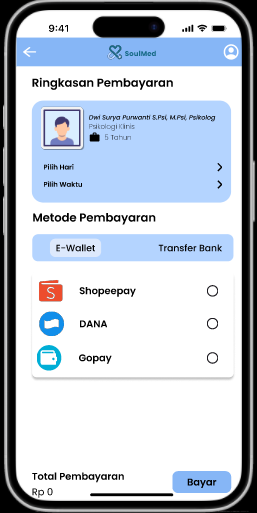 9:41
SoulMed
Ringkasan Pembayaran
Dwi Surya Purwanti S.Psi, M.Psi, Psikolog
Psikologi Klinis
5 Tahun
Pilih Hari
Pilih Waktu
Metode Pembayaran
E-Wallet Transfer Bank
Shopeepay
DANA
Gopay
Total Pembayaran
Rp 0
Bayar